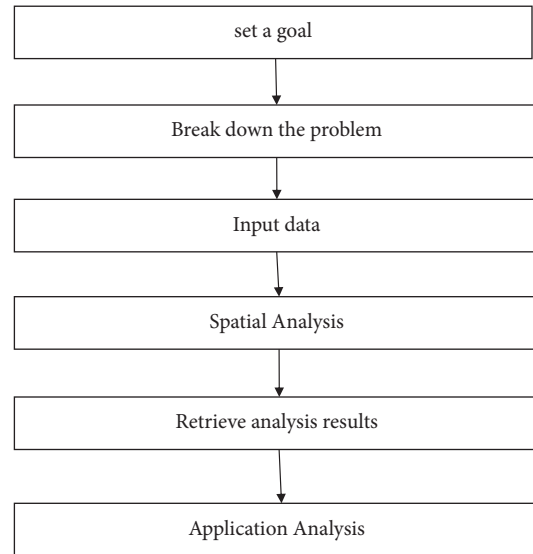 set a goal
Break down the problem
Input data
Spatial Analysis
Retrieve analysis results
Application Analysis